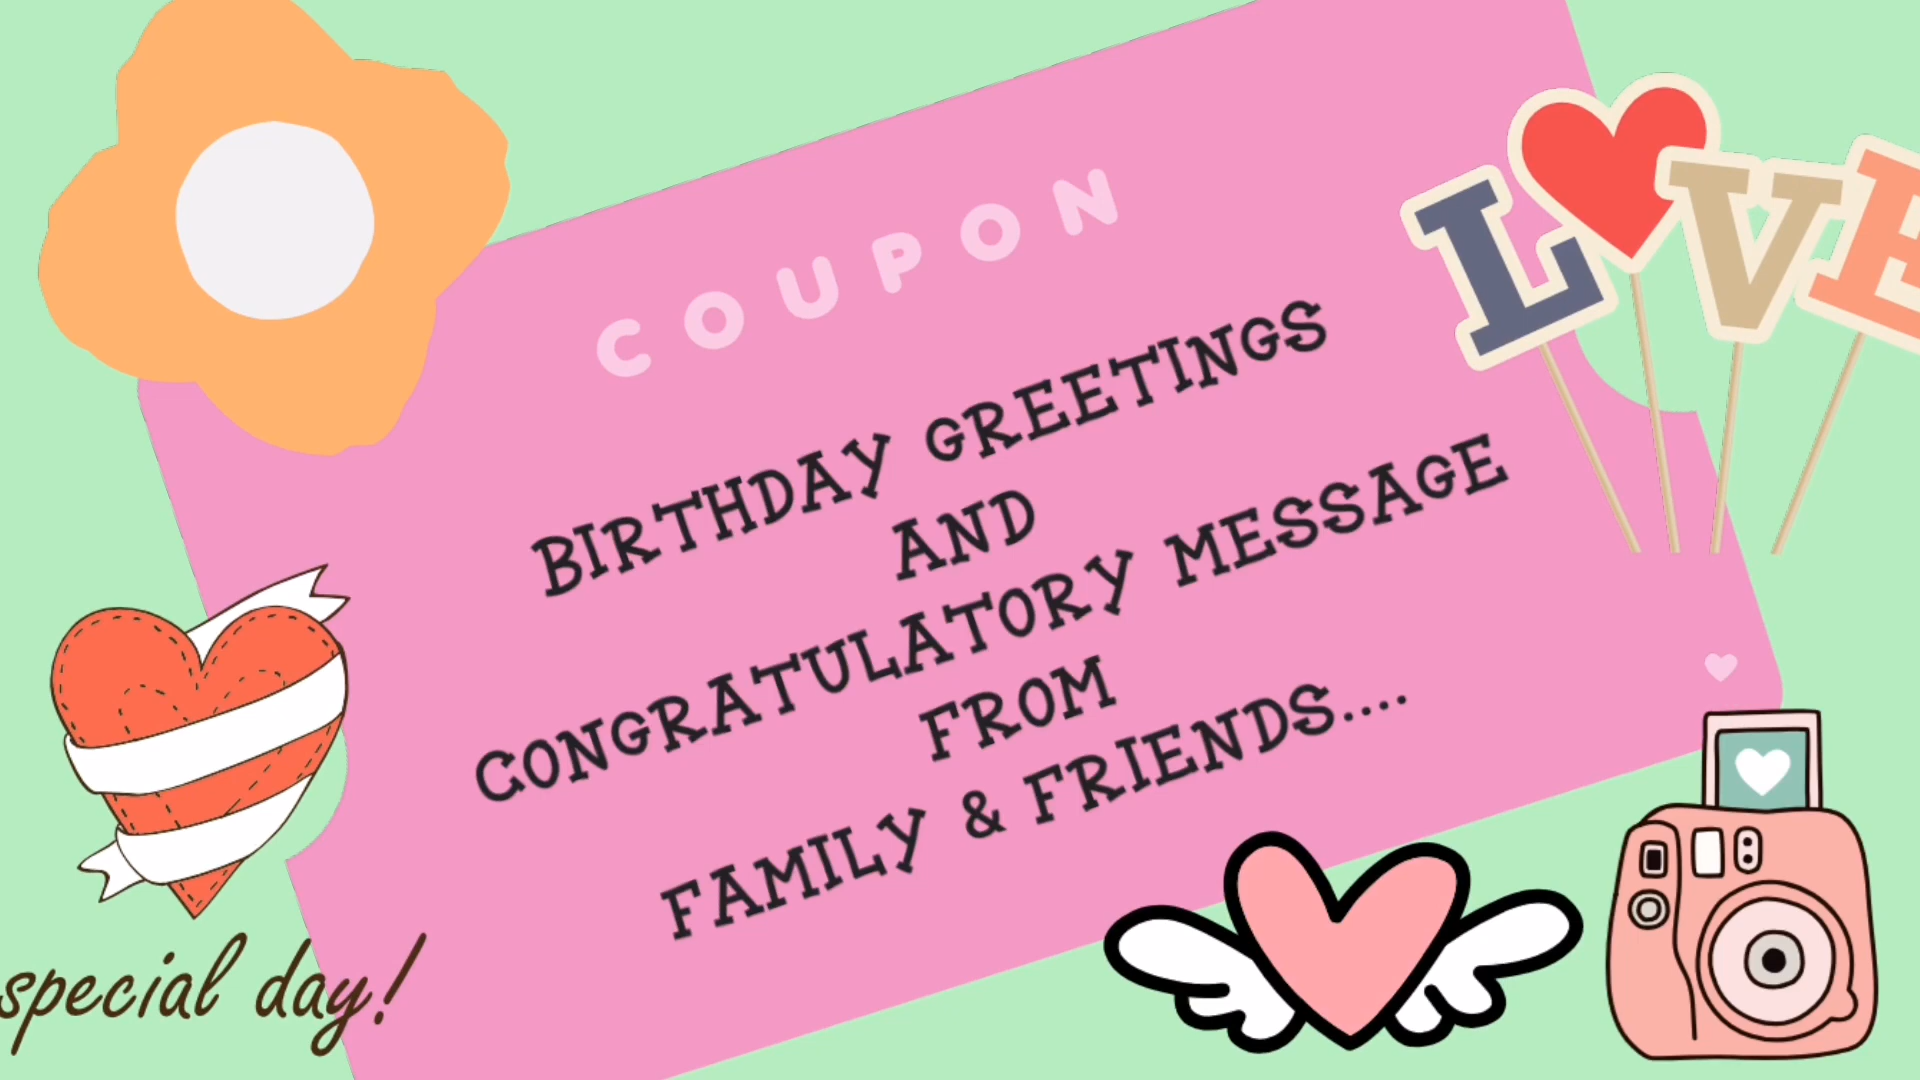 COUPON
LOVE
BIRTHDAY GREETINGS
AND
CONGRATULATORY MESSAGE
FROM
FAMILY & FRIENDS....
special day!